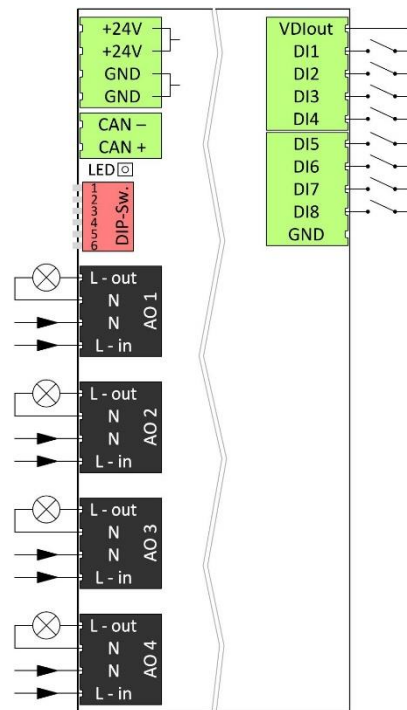 +24V
+24V
GND
GND
CAN –
CAN +
LED
1
2
3
4
5
6
DIP-Sw.
L - out
N
N
L - in
AO 1
L - out
N
N
L - in
AO 2
L - out
N
N
L - in
AO 3
L - out
N
N
L - in
AO 4
VDIout
DI1
DI2
DI3
DI4
DI5
DI6
DI7
DI8
GND